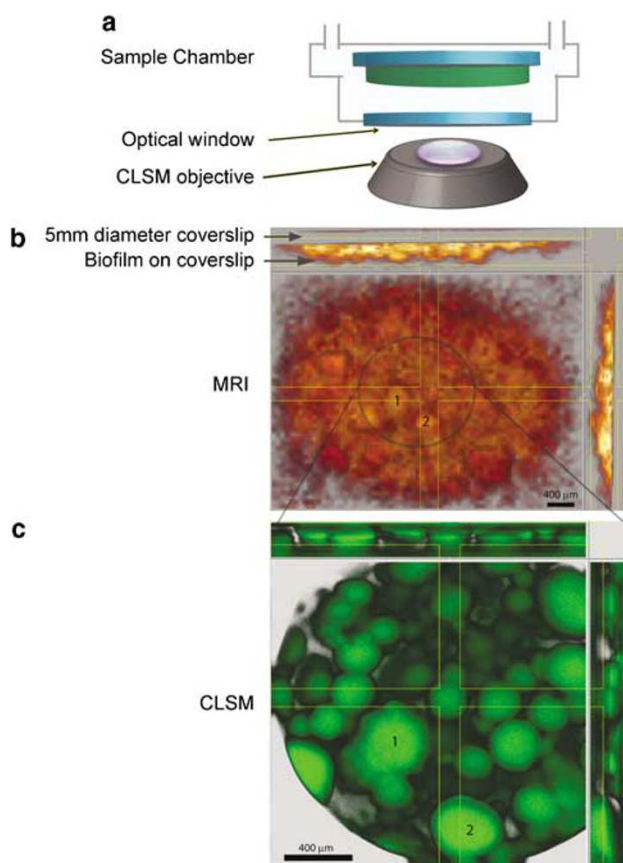 a
Sample Chamber
Optical window
CLSM objective
b
5mm diameter coverslip
Biofilm on coverslip
MRI
1
2
400 µm
c
CLSM
1
2
400 µm